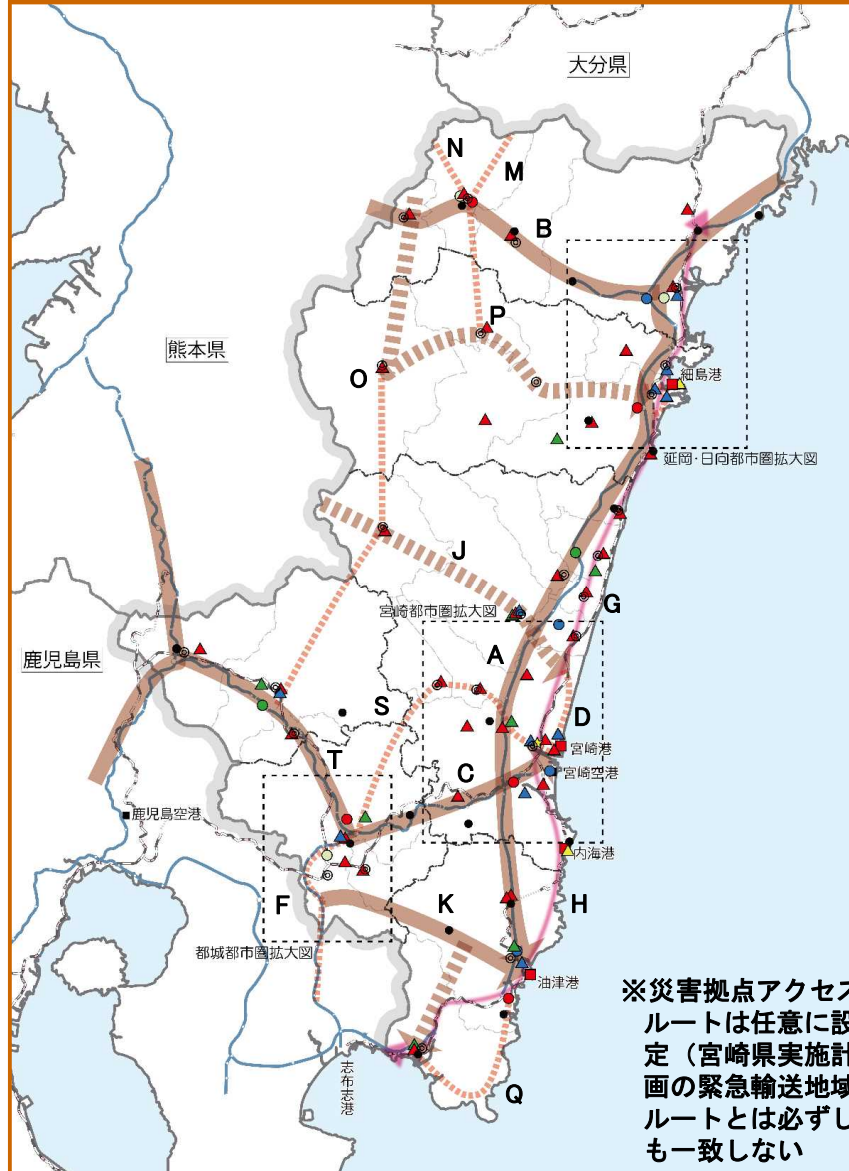 大分県
N
M
B
熊本県
P
O
細島港
延岡・日向都市圏拡大図
J
宮崎都市圏拡大図
G
鹿児島県
A
S
D
宮崎港
T
C
宮崎空港
鹿児島空港
内海港
F
K
H
都城都市圏拡大図
油津港
志布志港
Q
※災害拠点アクセス
ルートは任意に設
定（宮崎県実施計
画の緊急輸送地域
ルートとは必ずし
も一致しない